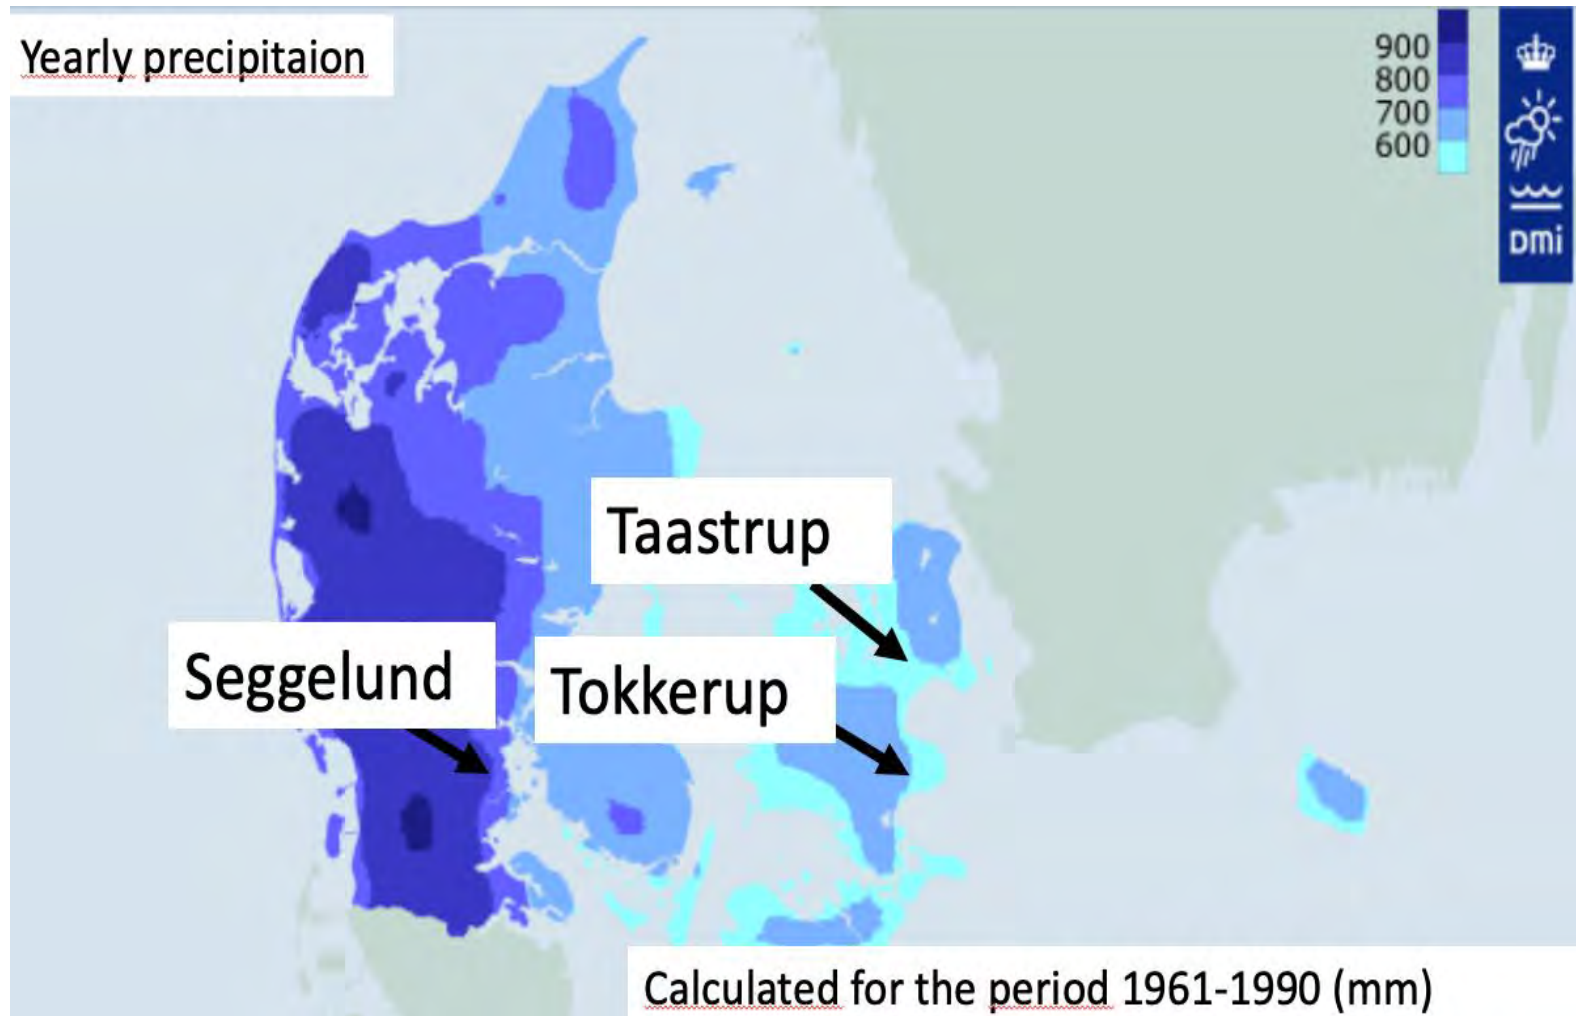 Yearly precipitaion
900
800
700
600
DMi
Taastrup
Seggelund
Tokkerup
Calculated for the period 1961-1990 (mm)